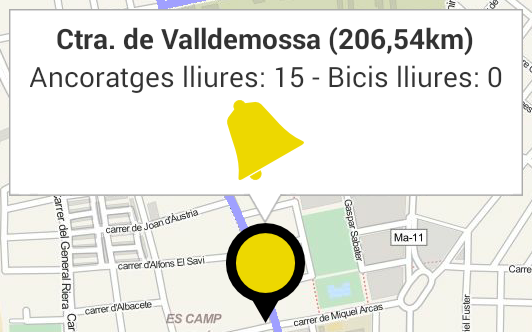 Ctra. de Valldemossa (206,54km)
Ancoratges lliures: 15 - Bicis lliures: 0
carrer de Joan d'Àustria
Gaspar Sabater
Carrer del General Riera
Ma-11
carrer d'Alfons El Savi
carrer d'Albacete
ES CAMP
carrer de Miquel Arcas